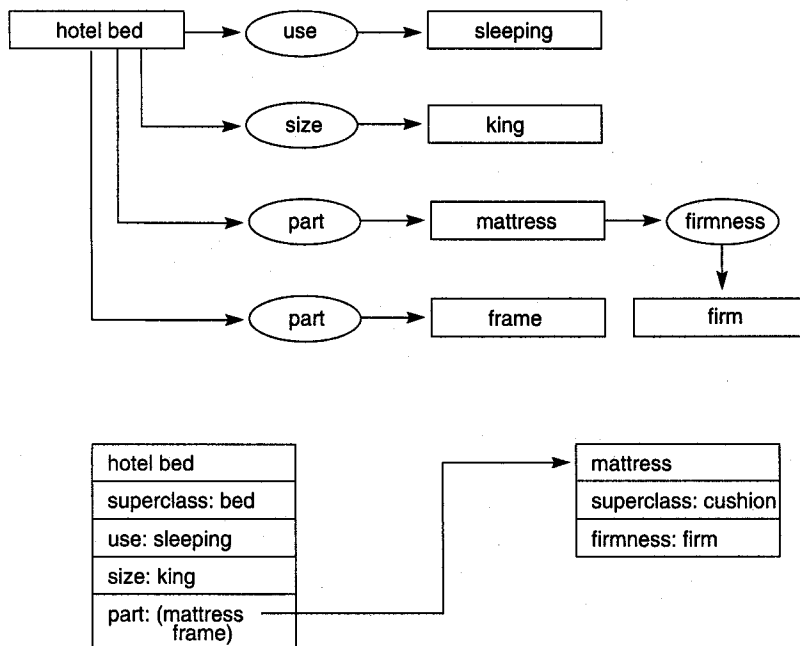 hotel bed use sleeping
size king
part mattress firmness
part frame firm
hotel bed
superclass: bed
use: sleeping
size: king
part: (mattress
frame)
mattress
superclass: cushion
firmness: firm